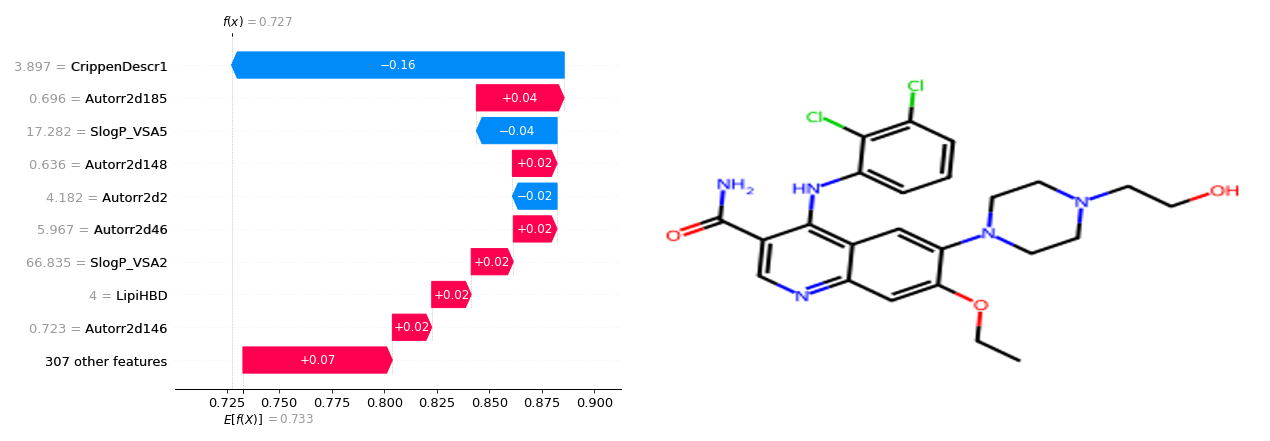 f(x) = 0.727
3.897 = CrippenDescr1
−0.16
0.696 = Autorr2d185
+0.04
17.282 = SlogP_VSA5
−0.04
0.636 = Autorr2d148
+0.02
4.182 = Autorr2d2
−0.02
5.967 = Autorr2d46
+0.02
66.835 = SlogP_VSA2
+0.02
4 = LipiHBD
+0.02
0.723 = Autorr2d146
+0.02
307 other features
+0.07
0.725 0.750 0.775 0.800 0.825 0.850 0.875 0.900
E[f(X)] = 0.733
Cl
Cl
NH₂
HN
OH
N
O
N
N
O